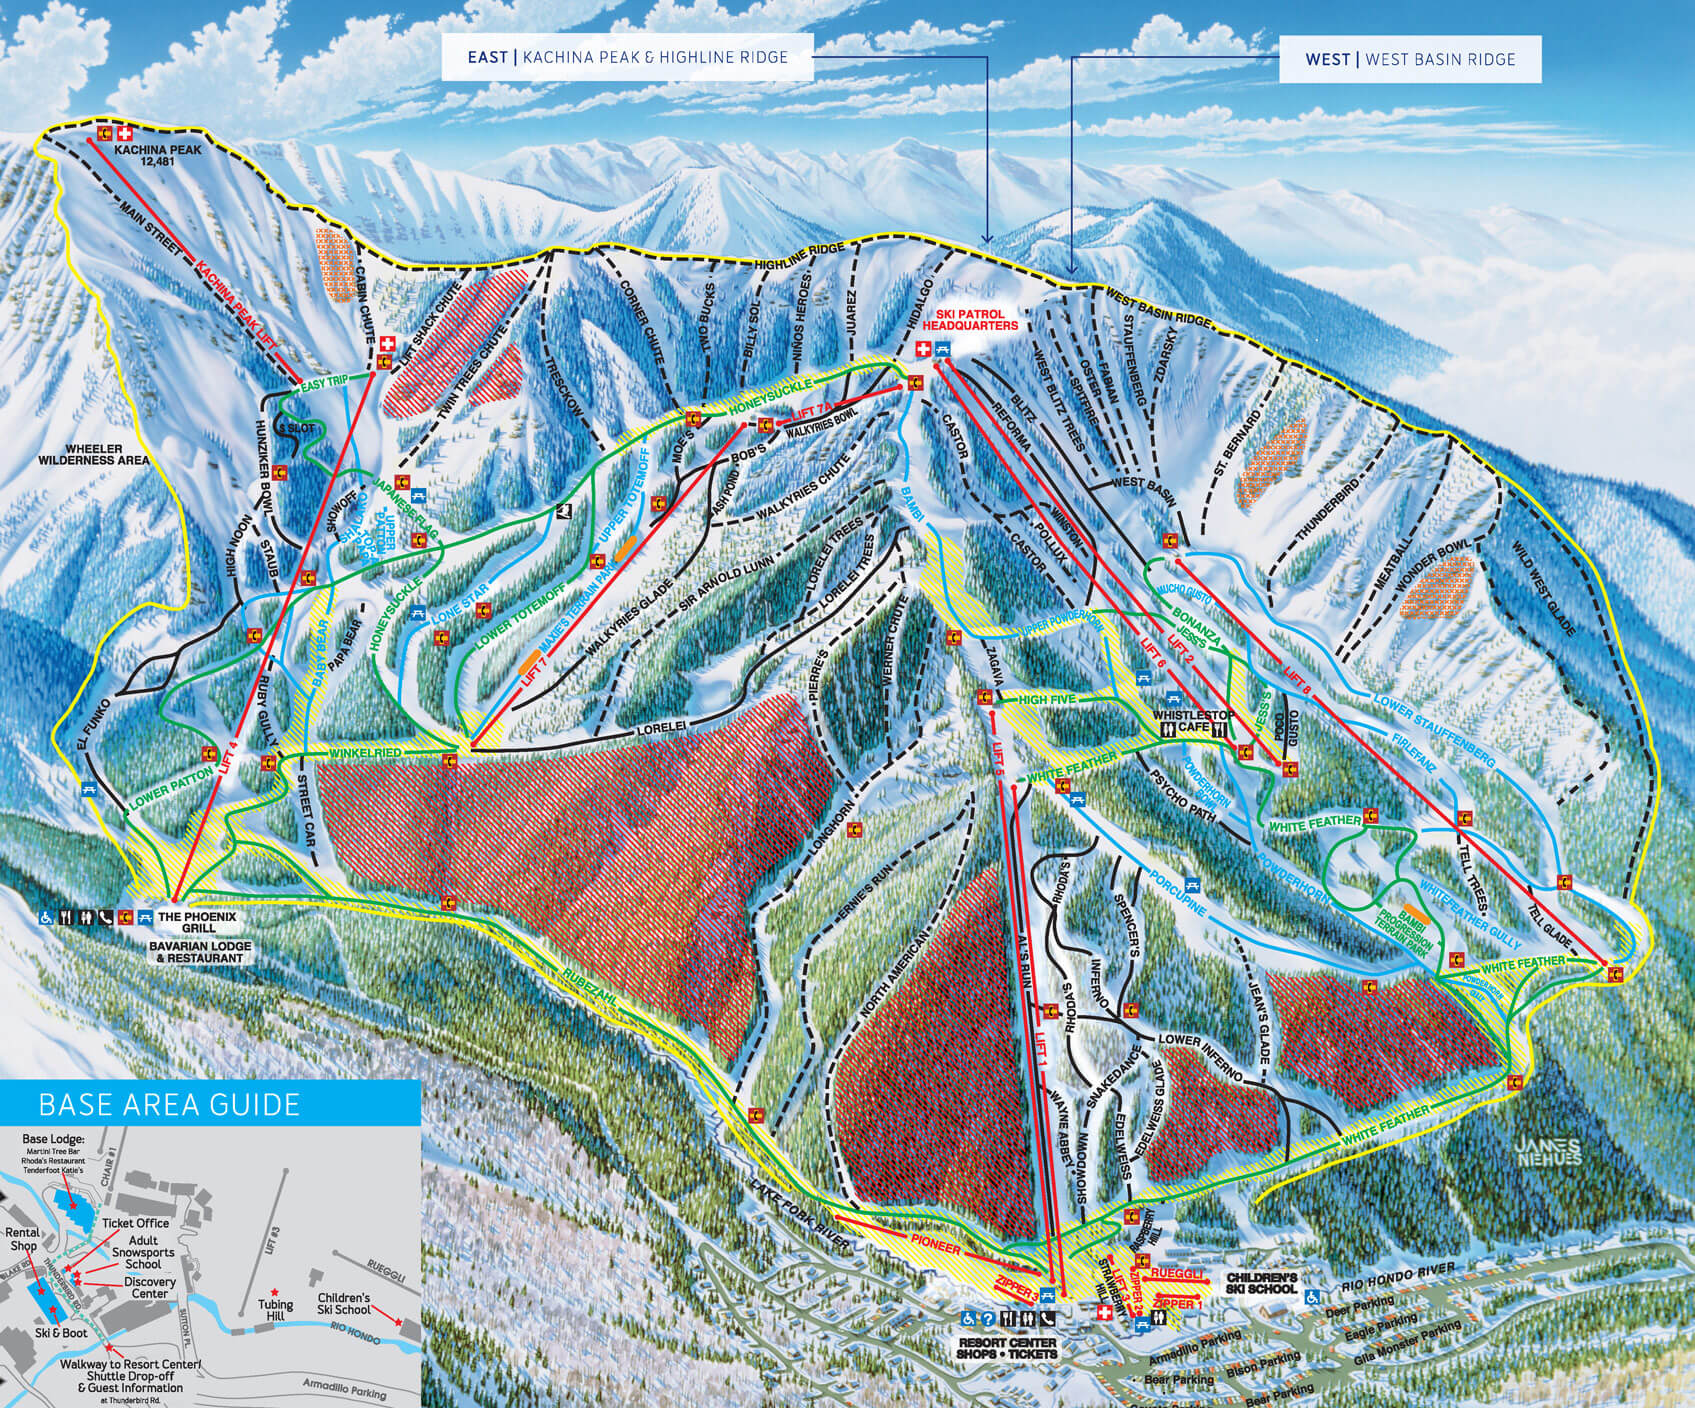 EAST | KACHINA PEAK & HIGHLINE RIDGE
WEST | WEST BASIN RIDGE
KACHINA PEAK
12,481
MAIN STREET
KACHINA PEAK LIFT
CABIN CHUTE
LIFT SHACK CHUTE
TWIN TREES CHUTE
TRESCKOW
CORNER CHUTE
TWO BUCKS
BILLY SOL
NIÑOS HEROES
HIGHLINE RIDGE
JUAREZ
HIDALGO
SKI PATROL
HEADQUARTERS
WEST BASIN RIDGE
STAUFFENBERG
ZDARSKY
FABIAN
OSTER
SPITFIRE
WEST BLITZ TREES
BLITZ
REFORMA
CASTOR
WEST BASIN
ST. BERNARD
THUNDERBIRD
MEATBALL
WONDER BOWL
WILD WEST GLADE
WHEELER
WILDERNESS AREA
EASY TRIP
HUNZIKER BOWL
SHOWOFF
JAPANESE FLAG
HIGH NOON
STAUB
UPPER PATTON
HONEYSUCKLE
LIFT 7A
WALKYRIES BOWL
MOE'S
BOB'S
ASH POND
WALKYRIES CHUTE
UPPER TOTEMOFF
MAXIE'S TERRAIN PARK
LOWER TOTEMOFF
LONE STAR
HONEYSUCKLE
PAPA BEAR
BABY BEAR
RUBY GULLY
WALKYRIES GLADE
SIR ARNOLD LUNN
LORELEI TREES
LORELEI TREES
LIFT 7
LORELEI
WINKELRIED
EL FUNKO
LOWER PATTON
LIFT 4
STREET CAR
THE PHOENIX
GRILL
BAVARIAN LODGE
& RESTAURANT
BAMBI
CASTOR
POLLUX
WINSTON
MUCHO GUSTO
BONANZA
JESS'S
UPPER POWDERHORN
LIFT 6
LIFT 2
LIFT 8
ZAGAVA
HIGH FIVE
WHISTLESTOP
CAFE
JESS'S
POCO
GUSTO
LOWER STAUFFENBERG
FIRLEFANZ
PIERRE'S
WERNER CHUTE
LONGHORN
ERNIE'S RUN
NORTH AMERICAN
LIFT 5
WHITE FEATHER
POWDERHORN
BOWL
PSYCHO PATH
WHITE FEATHER
POWDERHORN
PORCUPINE
BAMBI
PROGRESSION
TERRAIN PARK
WHITEFEATHER GULLY
TELL TREES
TELL GLADE
WHITE FEATHER
POWDERHORN
GULLY
RHODA'S
SPENCER'S
AL'S RUN
INFERNO
RHODA'S
LIFT 1
JEAN'S GLADE
LOWER INFERNO
SNAKEDANCE
EDELWEISS GLADE
EDELWEISS
WAYNE ABBEY
SHOWDOWN
WHITE FEATHER
RUBEZAHL
LAKE FORK RIVER
PIONEER
ZIPPER 3
RASPBERRY
HILL
STRAWBERRY
HILL
LIFT 3
ZIPPER 2
RUEGGLI
ZIPPER 1
CHILDREN'S
SKI SCHOOL
RESORT CENTER
SHOPS • TICKETS
RIO HONDO RIVER
Deer Parking
Eagle Parking
Gila Monster Parking
Armadillo Parking
Bison Parking
Bear Parking
Bear Parking
JAMES
NIEHUES
BASE AREA GUIDE
Base Lodge:
Martini Tree Bar
Rhoda's Restaurant
Tenderfoot Katie's
CHAIR #1
Ticket Office
Adult
Snowsports
School
Discovery
Center
Rental
Shop
THUNDERBIRD RD
Ski & Boot
LIFT #3
RUEGGLI
Tubing
Hill
Children's
Ski School
SUTTON PL.
RIO HONDO
Walkway to Resort Center/
Shuttle Drop-off
& Guest Information
at Thunderbird Rd.
Armadillo Parking